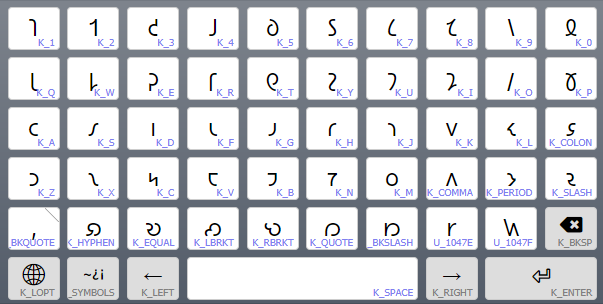 𐑐 𐑑 𐑒 𐑓 𐑔 𐑕 𐑖 𐑗 𐑘 𐑙
K_1 K_2 K_3 K_4 K_5 K_6 K_7 K_8 K_9 K_0
𐑚 𐑛 𐑜 𐑝 𐑞 𐑟 𐑠 𐑡 𐑢 𐑣
K_Q K_W K_E K_R K_T K_Y K_U K_I K_O K_P
𐑤 𐑥 𐑦 𐑧 𐑨 𐑩 𐑪 𐑫 𐑬 𐑭
K_A K_S K_D K_F K_G K_H K_J K_K K_L K_COLON
𐑮 𐑯 𐑰 𐑱 𐑲 𐑳 𐑴 𐑵 𐑶 𐑷
K_Z K_X K_C K_V K_B K_N K_M K_COMMA K_PERIOD K_SLASH
𐑸 𐑹 𐑺 𐑻 𐑼 𐑽 𐑾 𐑿
BKQUOTE K_HYPHEN K_EQUAL K_LBRKT K_RBRKT K_QUOTE _BKSLASH U_1047E U_1047F K_BKSP
~¿¡ ← →
K_LOPT _SYMBOLS K_LEFT K_SPACE K_RIGHT K_ENTER